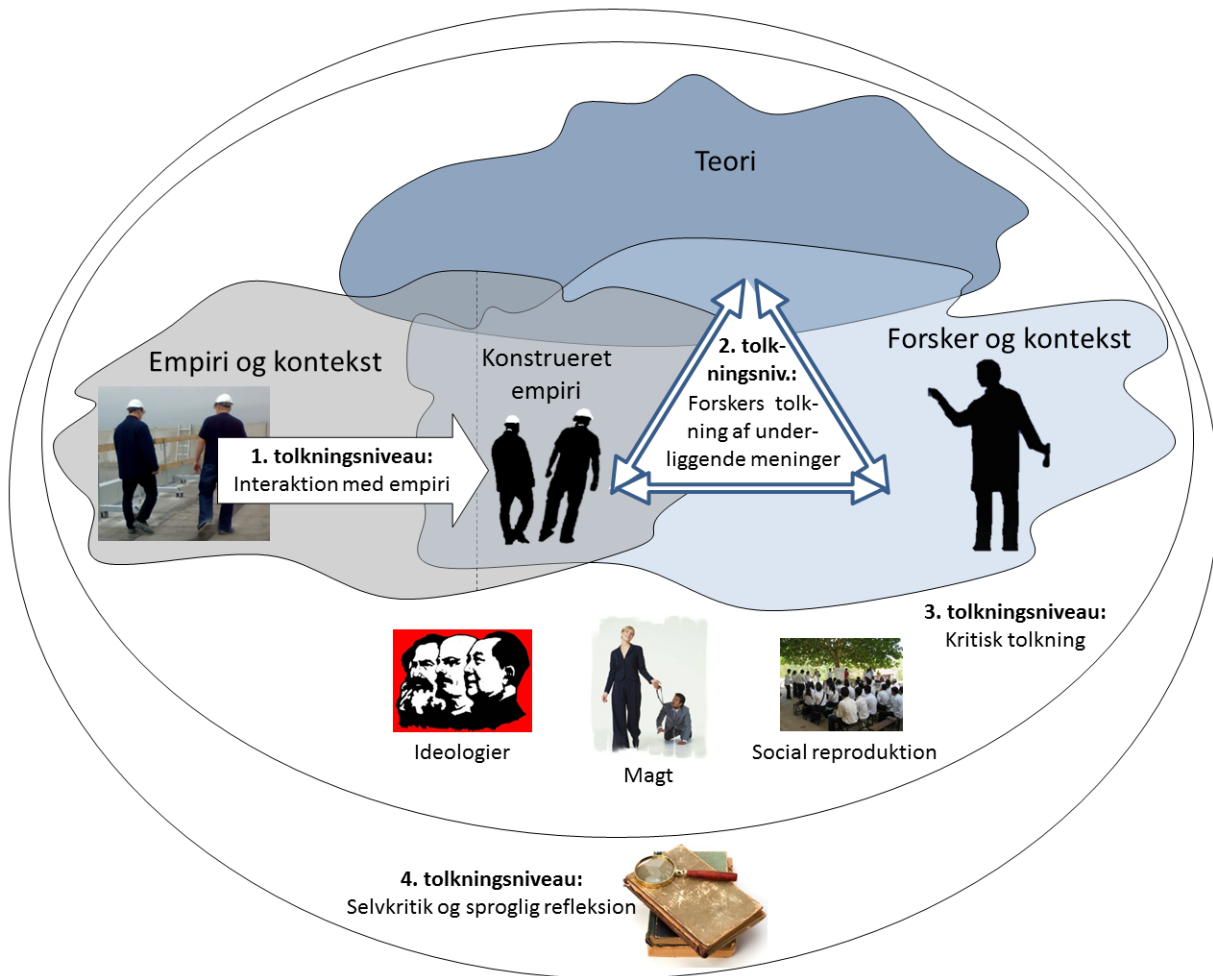 Teori
Empiri og kontekst
Konstrueret
empiri
2. tolk-
ningsniv.:
Forskers tolk-
ning af under-
liggende meninger
Forsker og kontekst
1. tolkningsniveau:
Interaktion med empiri
3. tolkningsniveau:
Kritisk tolkning
Ideologier
Magt
Social reproduktion
4. tolkningsniveau:
Selvkritik og sproglig refleksion